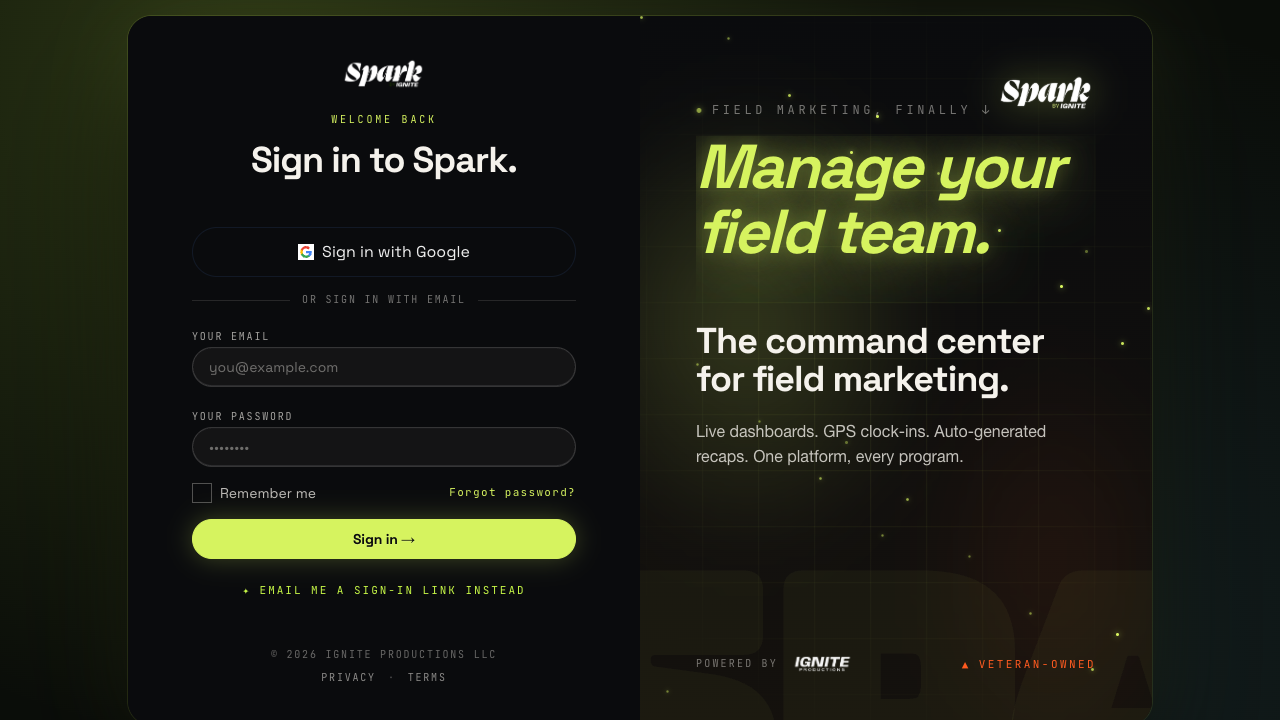 Spark
IGNITE
WELCOME BACK
Sign in to Spark.
Sign in with Google
OR SIGN IN WITH EMAIL
YOUR EMAIL
you@example.com
YOUR PASSWORD
••••••••
Remember me
Forgot password?
Sign in →
✦ EMAIL ME A SIGN-IN LINK INSTEAD
© 2026 IGNITE PRODUCTIONS LLC
PRIVACY · TERMS
Spark
BY IGNITE
● FIELD MARKETING, FINALLY ↓
Manage your
field team.
The command center
for field marketing.
Live dashboards. GPS clock-ins. Auto-generated
recaps. One platform, every program.
SPA
POWERED BY IGNITE
PRODUCTIONS
▲ VETERAN-OWNED